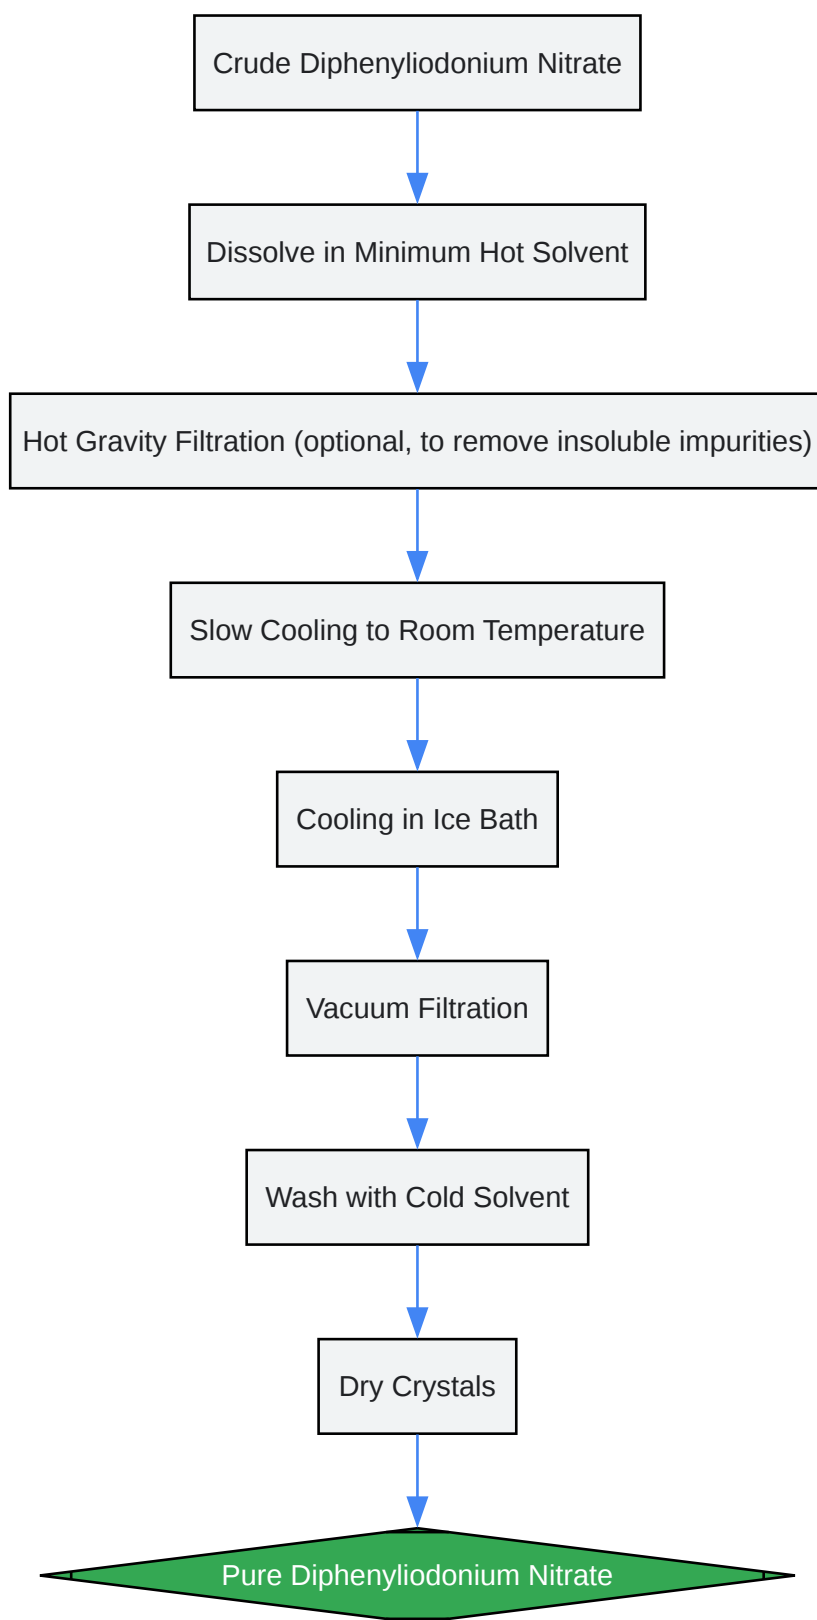 Crude Diphenyliodonium Nitrate
Dissolve in Minimum Hot Solvent
Hot Gravity Filtration (optional, to remove insoluble impurities)
Slow Cooling to Room Temperature
Cooling in Ice Bath
Vacuum Filtration
Wash with Cold Solvent
Dry Crystals
Pure Diphenyliodonium Nitrate